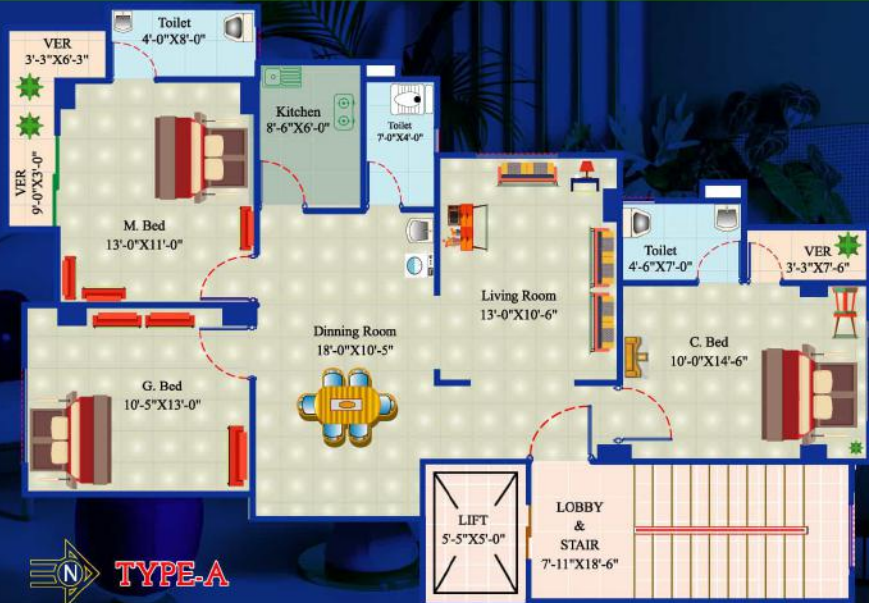 Toilet
4'-0"X8'-0"
VER
3'-3"X6'-3"
Kitchen
8'-6"X6'-0"
Toilet
7'-0"X4'-0"
VER
9'-0"X3'-0"
M. Bed
13'-0"X11'-0"
Toilet
4'-6"X7'-0"
VER
3'-3"X7'-6"
Living Room
13'-0"X10'-6"
Dinning Room
18'-0"X10'-5"
C. Bed
10'-0"X14'-6"
G. Bed
10'-5"X13'-0"
LIFT
5'-5"X5'-0"
LOBBY
&
STAIR
7'-11"X18'-6"
N
TYPE-A